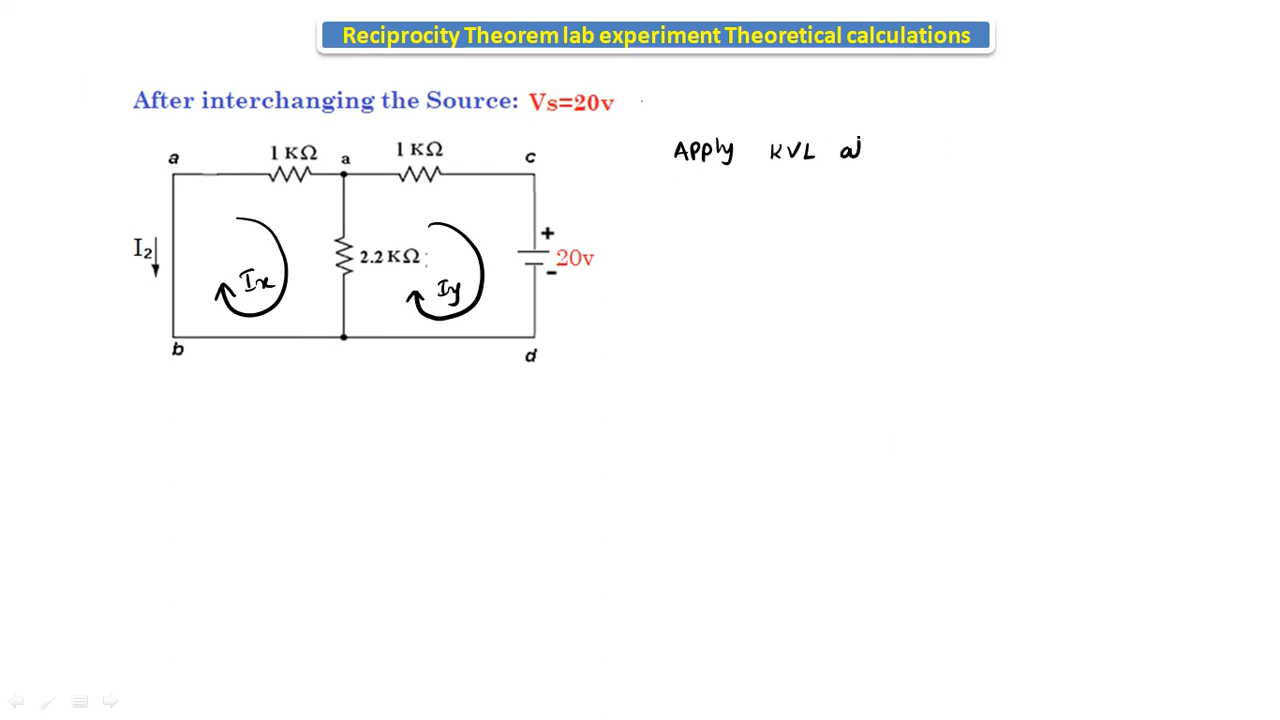 Reciprocity Theorem lab experiment Theoretical calculations
After interchanging the Source: Vs=20v
Apply KVL
a 1 KΩ a 1 KΩ c
I2 2.2 KΩ + 20v -
Ix Iy
b d